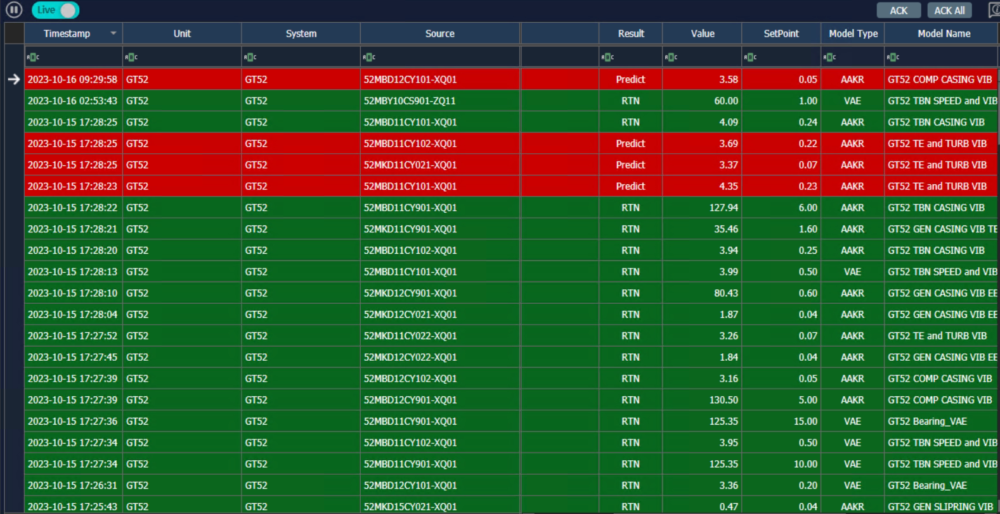 Live ACK ACK All
Timestamp Unit System Source Result Value SetPoint Model Type Model Name
ABC ABC ABC ABC ABC ABC ABC ABC ABC
2023-10-16 09:29:58 GT52 GT52 52MBD12CY101-XQ01 Predict 3.58 0.05 AAKR GT52 COMP CASING VIB
2023-10-16 02:53:43 GT52 GT52 52MBY10CS901-ZQ11 RTN 60.00 1.00 VAE GT52 TBN SPEED and VIB
2023-10-15 17:28:25 GT52 GT52 52MBD11CY101-XQ01 RTN 4.09 0.24 AAKR GT52 TBN CASING VIB
2023-10-15 17:28:25 GT52 GT52 52MBD11CY102-XQ01 Predict 3.69 0.22 AAKR GT52 TE and TURB VIB
2023-10-15 17:28:25 GT52 GT52 52MKD11CY021-XQ01 Predict 3.37 0.07 AAKR GT52 TE and TURB VIB
2023-10-15 17:28:23 GT52 GT52 52MBD11CY101-XQ01 Predict 4.35 0.23 AAKR GT52 TE and TURB VIB
2023-10-15 17:28:22 GT52 GT52 52MBD11CY901-XQ01 RTN 127.94 6.00 AAKR GT52 TBN CASING VIB
2023-10-15 17:28:21 GT52 GT52 52MKD11CY901-XQ01 RTN 35.46 1.60 AAKR GT52 GEN CASING VIB TE
2023-10-15 17:28:20 GT52 GT52 52MBD11CY102-XQ01 RTN 3.94 0.25 AAKR GT52 TBN CASING VIB
2023-10-15 17:28:13 GT52 GT52 52MBD11CY101-XQ01 RTN 3.99 0.50 VAE GT52 TBN SPEED and VIB
2023-10-15 17:28:10 GT52 GT52 52MKD12CY901-XQ01 RTN 80.43 0.60 AAKR GT52 GEN CASING VIB EE
2023-10-15 17:28:04 GT52 GT52 52MKD12CY021-XQ01 RTN 1.87 0.04 AAKR GT52 GEN CASING VIB EE
2023-10-15 17:27:52 GT52 GT52 52MKD11CY022-XQ01 RTN 3.26 0.07 AAKR GT52 TE and TURB VIB
2023-10-15 17:27:45 GT52 GT52 52MKD12CY022-XQ01 RTN 1.84 0.04 AAKR GT52 GEN CASING VIB EE
2023-10-15 17:27:39 GT52 GT52 52MBD12CY102-XQ01 RTN 3.16 0.05 AAKR GT52 COMP CASING VIB
2023-10-15 17:27:39 GT52 GT52 52MBD12CY901-XQ01 RTN 130.50 5.00 AAKR GT52 COMP CASING VIB
2023-10-15 17:27:36 GT52 GT52 52MBD11CY901-XQ01 RTN 125.35 15.00 VAE GT52 Bearing_VAE
2023-10-15 17:27:34 GT52 GT52 52MBD11CY102-XQ01 RTN 3.95 0.50 VAE GT52 TBN SPEED and VIB
2023-10-15 17:27:34 GT52 GT52 52MBD11CY901-XQ01 RTN 125.35 10.00 VAE GT52 TBN SPEED and VIB
2023-10-15 17:26:31 GT52 GT52 52MBD12CY101-XQ01 RTN 3.36 0.20 VAE GT52 Bearing_VAE
2023-10-15 17:25:43 GT52 GT52 52MKD15CY021-XQ01 RTN 0.47 0.04 AAKR GT52 GEN SLIPRING VIB